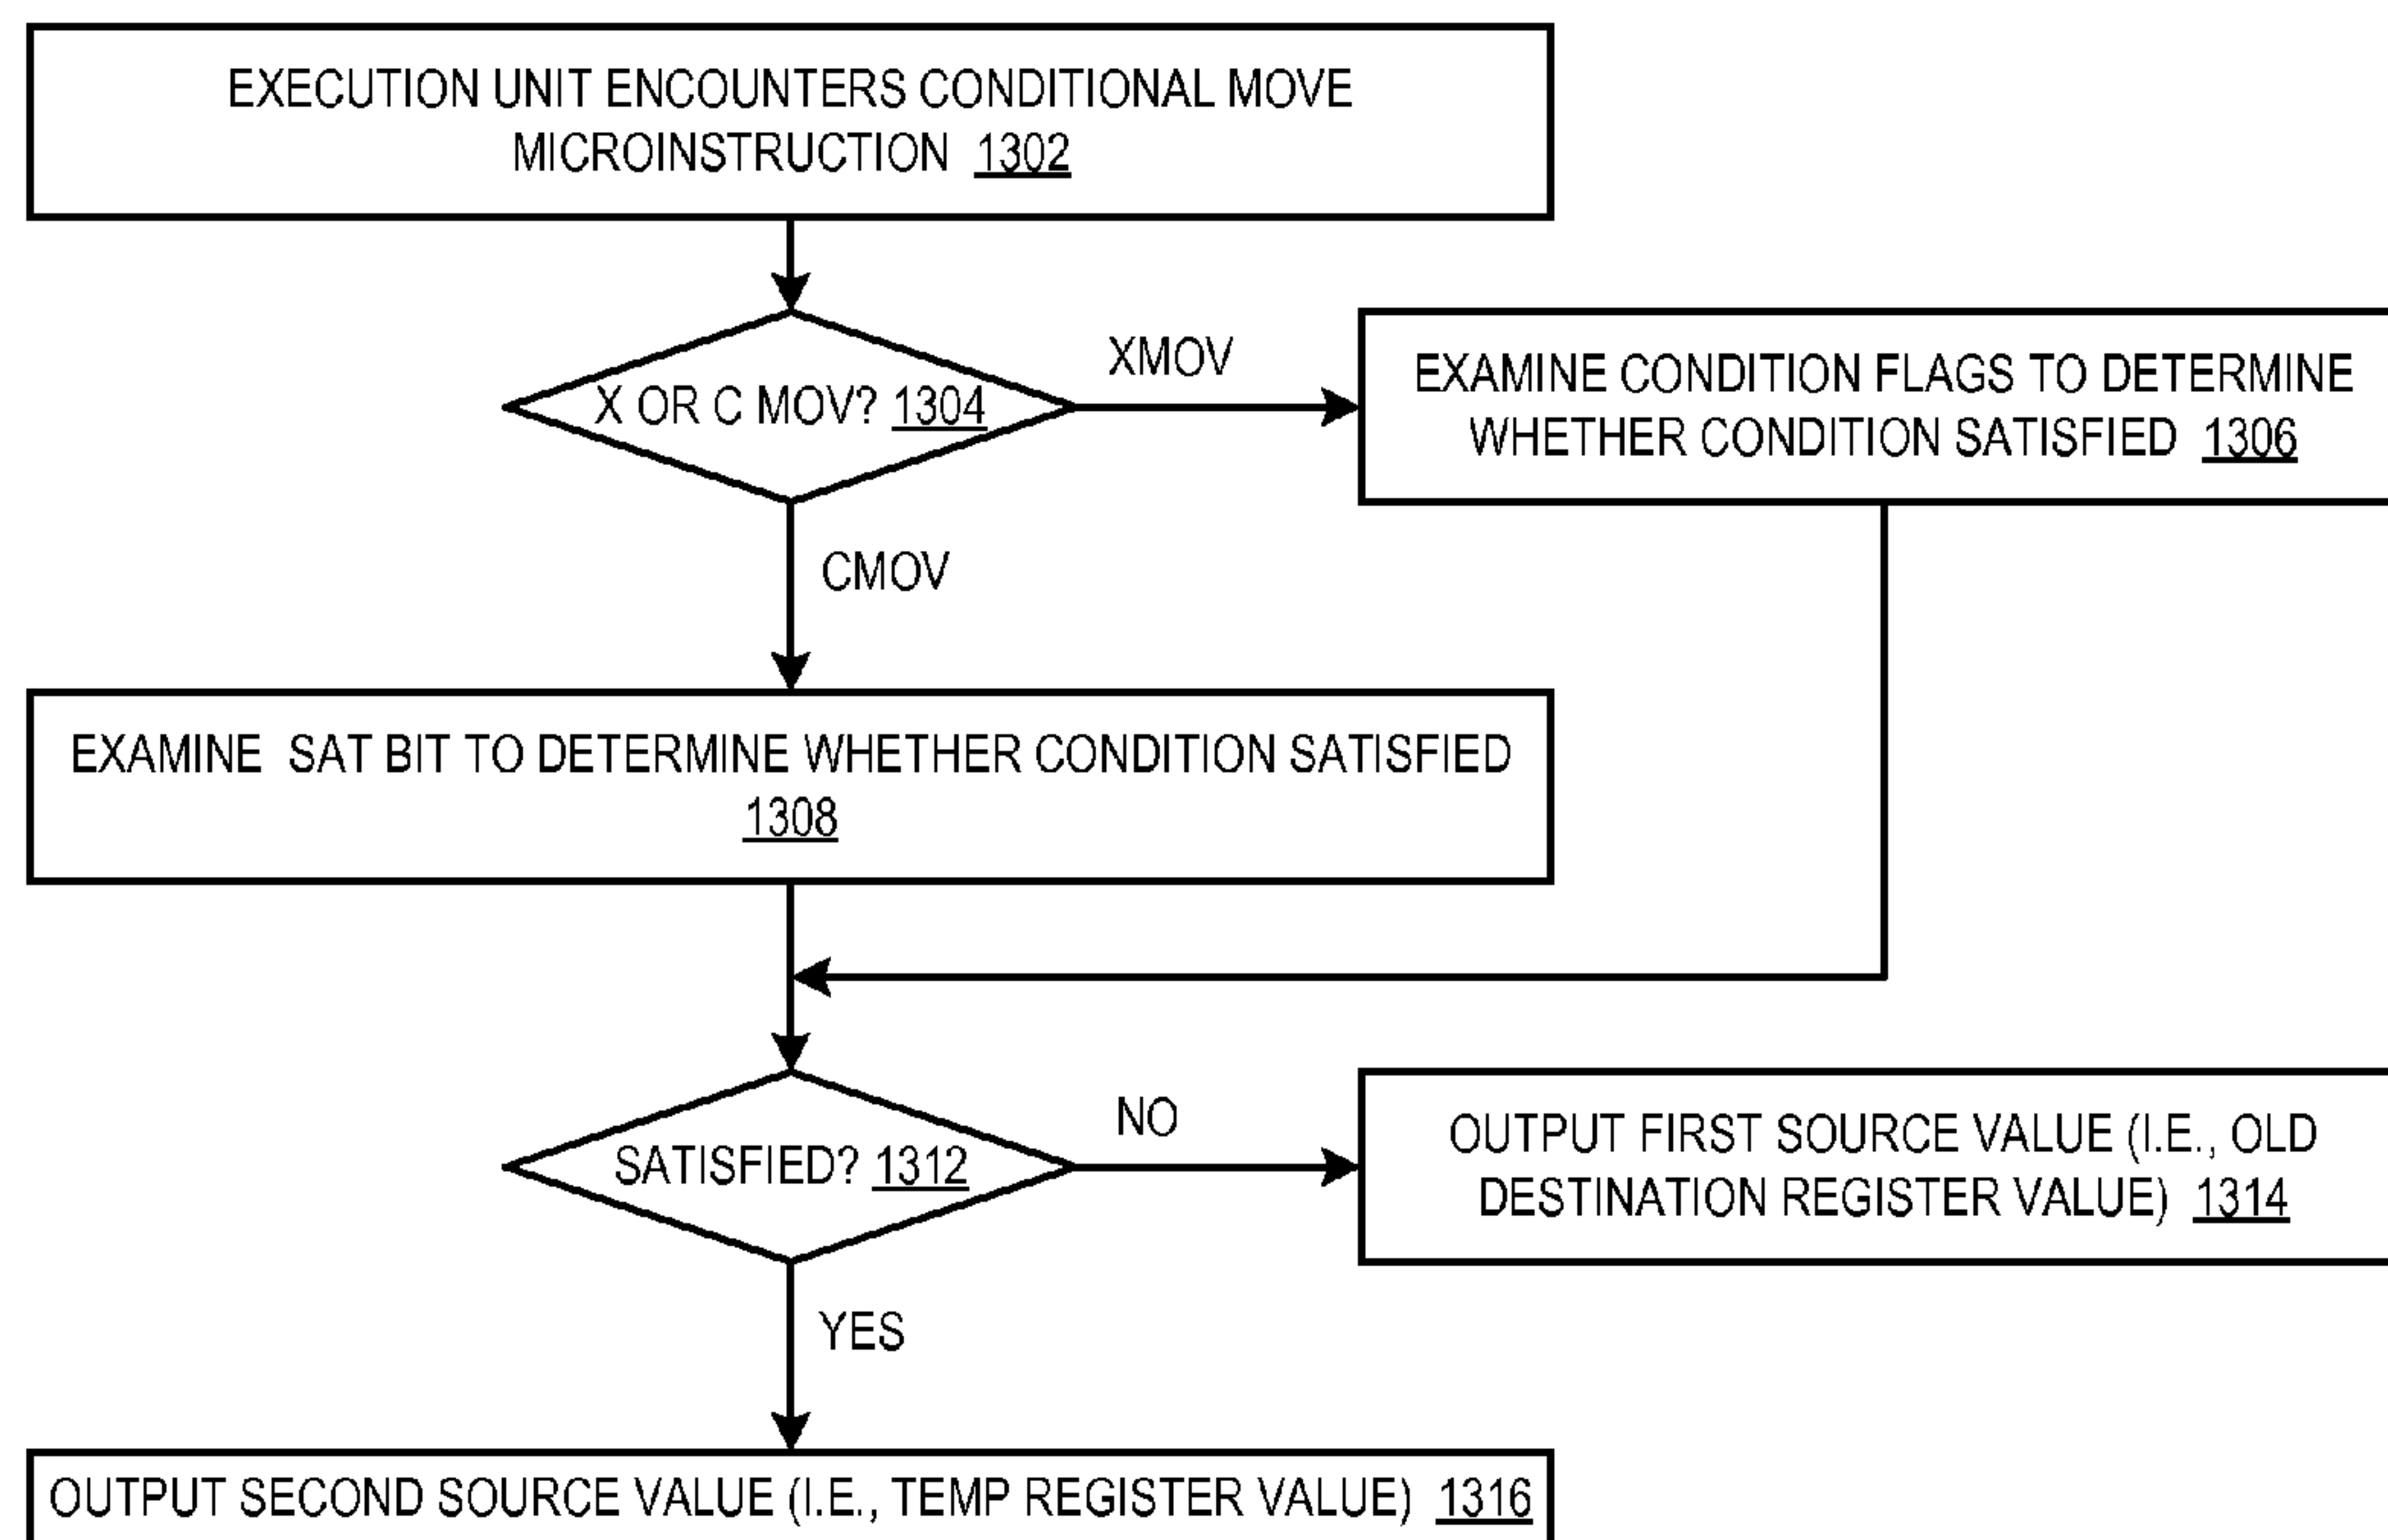 EXECUTION UNIT ENCOUNTERS CONDITIONAL MOVE
MICROINSTRUCTION 1302
X OR C MOV? 1304
XMOV
EXAMINE CONDITION FLAGS TO DETERMINE
WHETHER CONDITION SATISFIED 1306
CMOV
EXAMINE SAT BIT TO DETERMINE WHETHER CONDITION SATISFIED
1308
SATISFIED? 1312
NO
OUTPUT FIRST SOURCE VALUE (I.E., OLD
DESTINATION REGISTER VALUE) 1314
YES
OUTPUT SECOND SOURCE VALUE (I.E., TEMP REGISTER VALUE) 1316